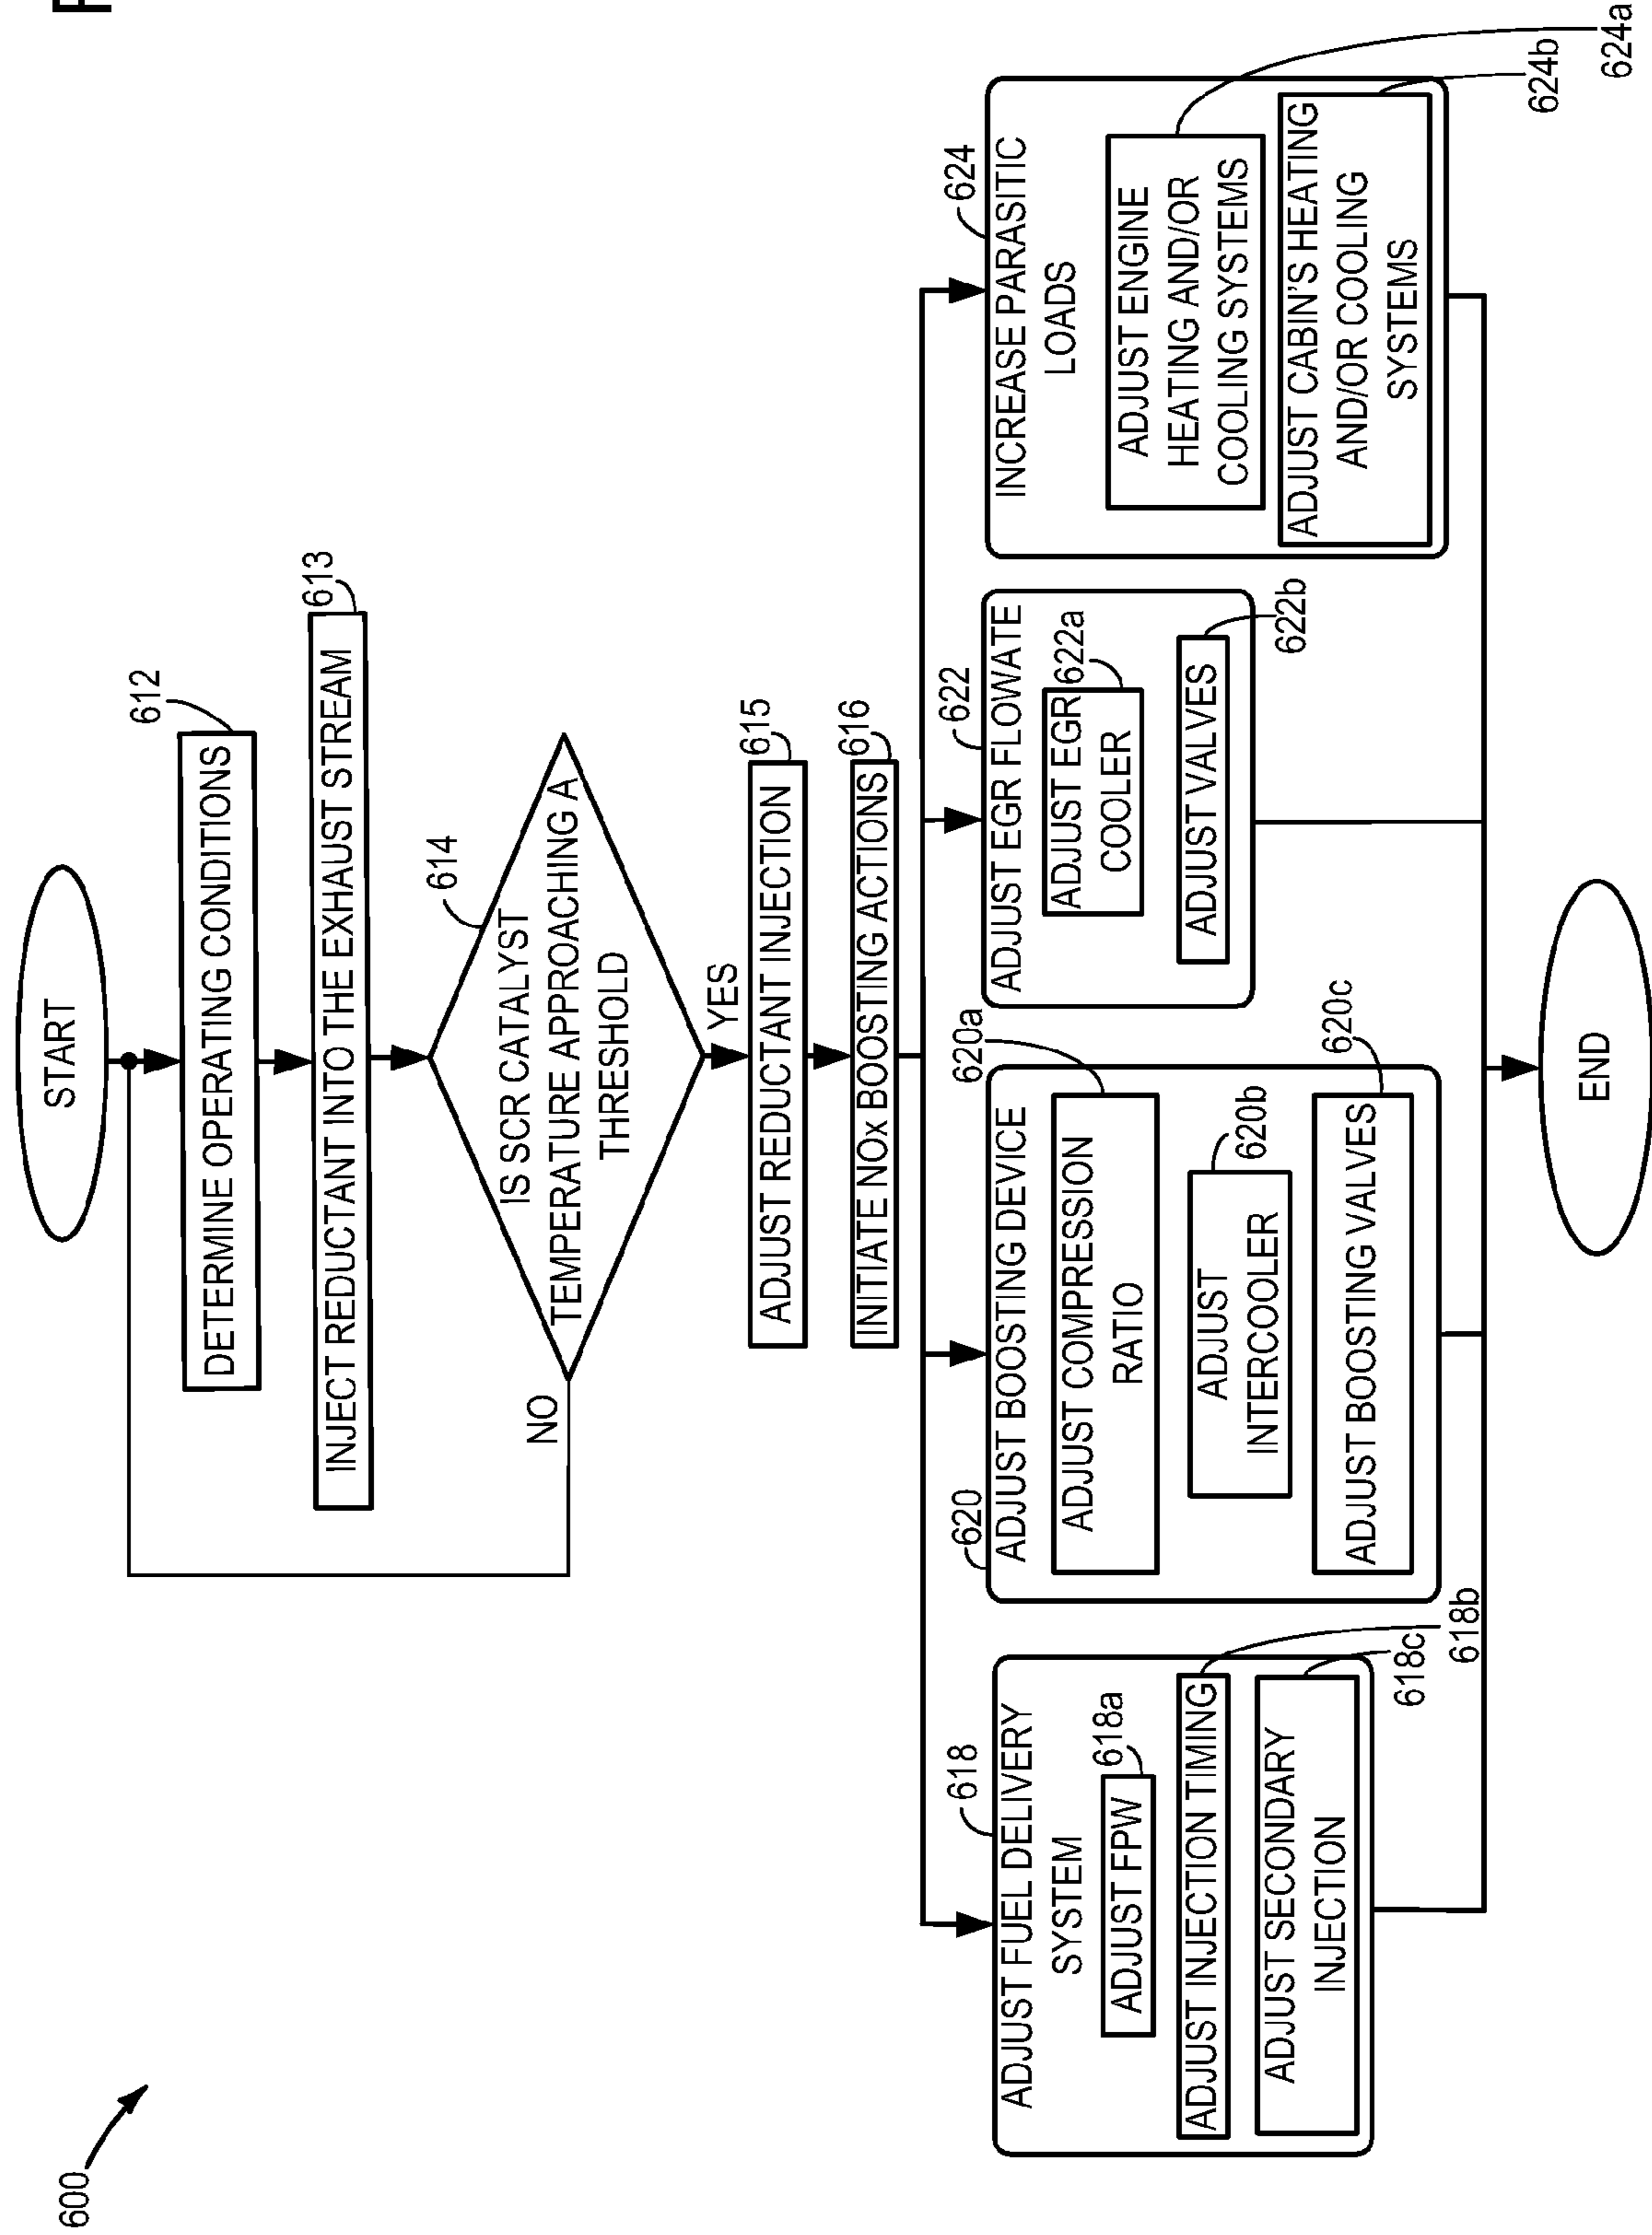 600
START
612
DETERMINE OPERATING CONDITIONS
613
INJECT REDUCTANT INTO THE EXHAUST STREAM
614
IS SCR CATALYST
TEMPERATURE APPROACHING A
THRESHOLD
NO
YES
615
ADJUST REDUCTANT INJECTION
616
INITIATE NOx BOOSTING ACTIONS
618
ADJUST FUEL DELIVERY
SYSTEM
618a
ADJUST FPW
ADJUST INJECTION TIMING
618b
ADJUST SECONDARY
INJECTION
618c
620
ADJUST BOOSTING DEVICE
620a
ADJUST COMPRESSION
RATIO
620b
ADJUST
INTERCOOLER
620c
ADJUST BOOSTING VALVES
622
ADJUST EGR FLOWATE
622a
ADJUST EGR
COOLER
ADJUST VALVES
622b
624
INCREASE PARASITIC
LOADS
ADJUST ENGINE
HEATING AND/OR
COOLING SYSTEMS
624a
ADJUST CABIN'S HEATING
AND/OR COOLING
SYSTEMS
624b
END